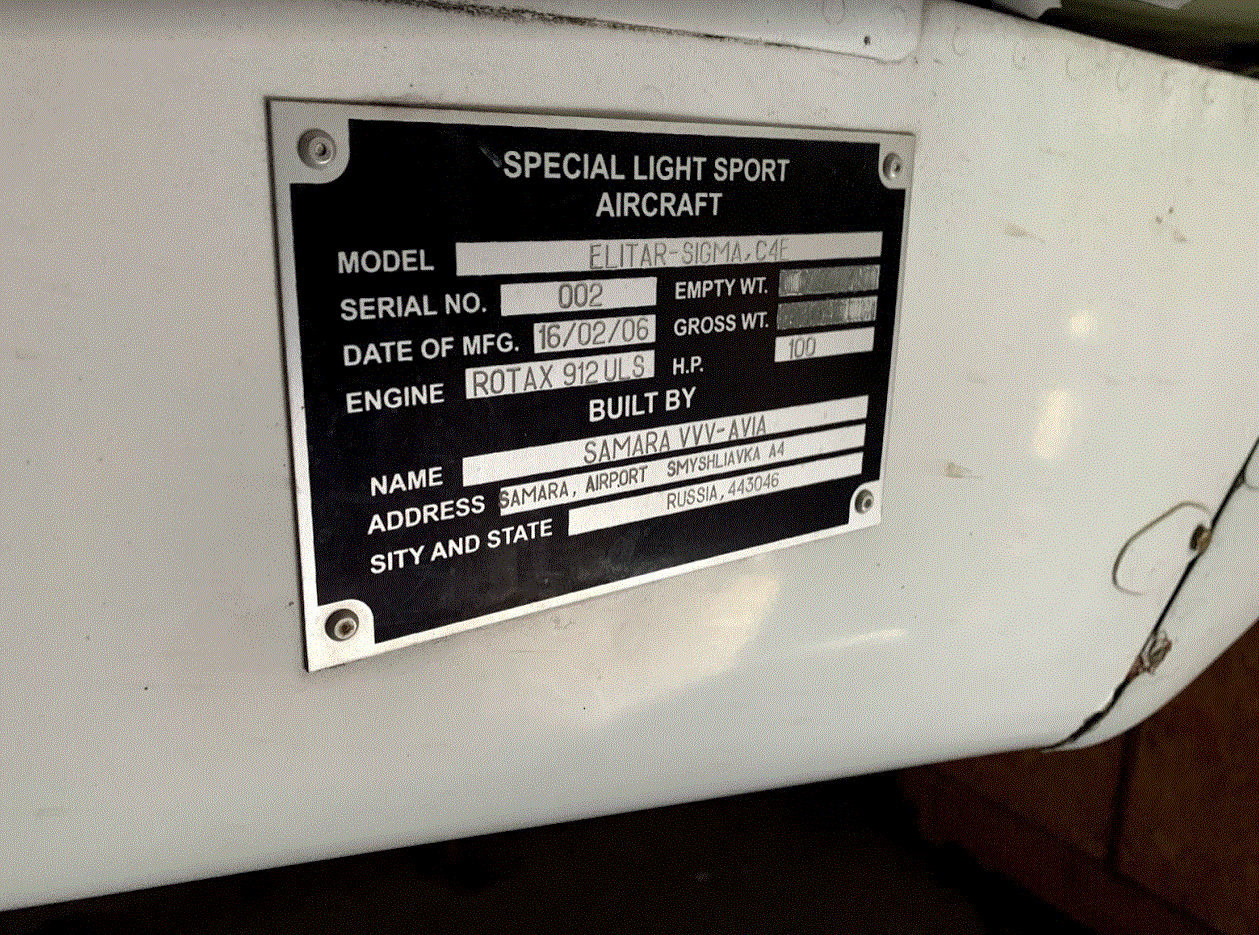 SPECIAL LIGHT SPORT
AIRCRAFT
MODEL ELITAR-SIGMA, C4E
SERIAL NO. 002 EMPTY WT.
DATE OF MFG. 16/02/06 GROSS WT.
ENGINE ROTAX 912 ULS H.P. 100
BUILT BY
NAME SAMARA VVV-AVIA
ADDRESS SAMARA, AIRPORT SMYSHLIAVKA A4
SITY AND STATE RUSSIA, 443046